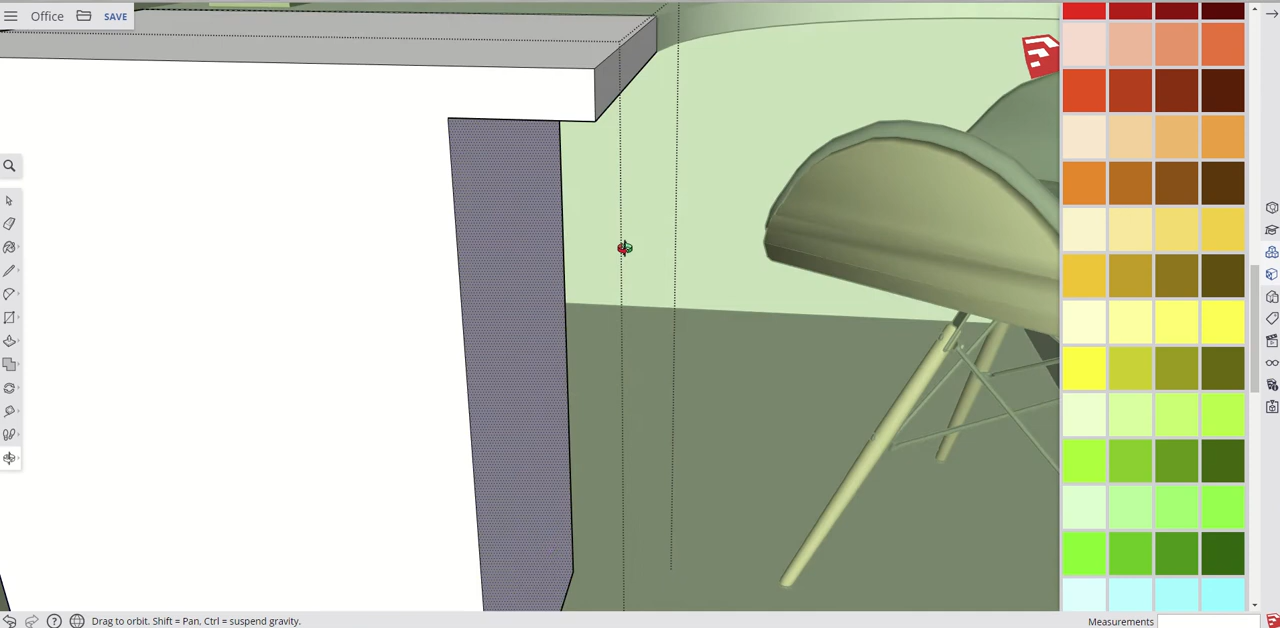 Office SAVE
Drag to orbit. Shift = Pan, Ctrl = suspend gravity. Measurements